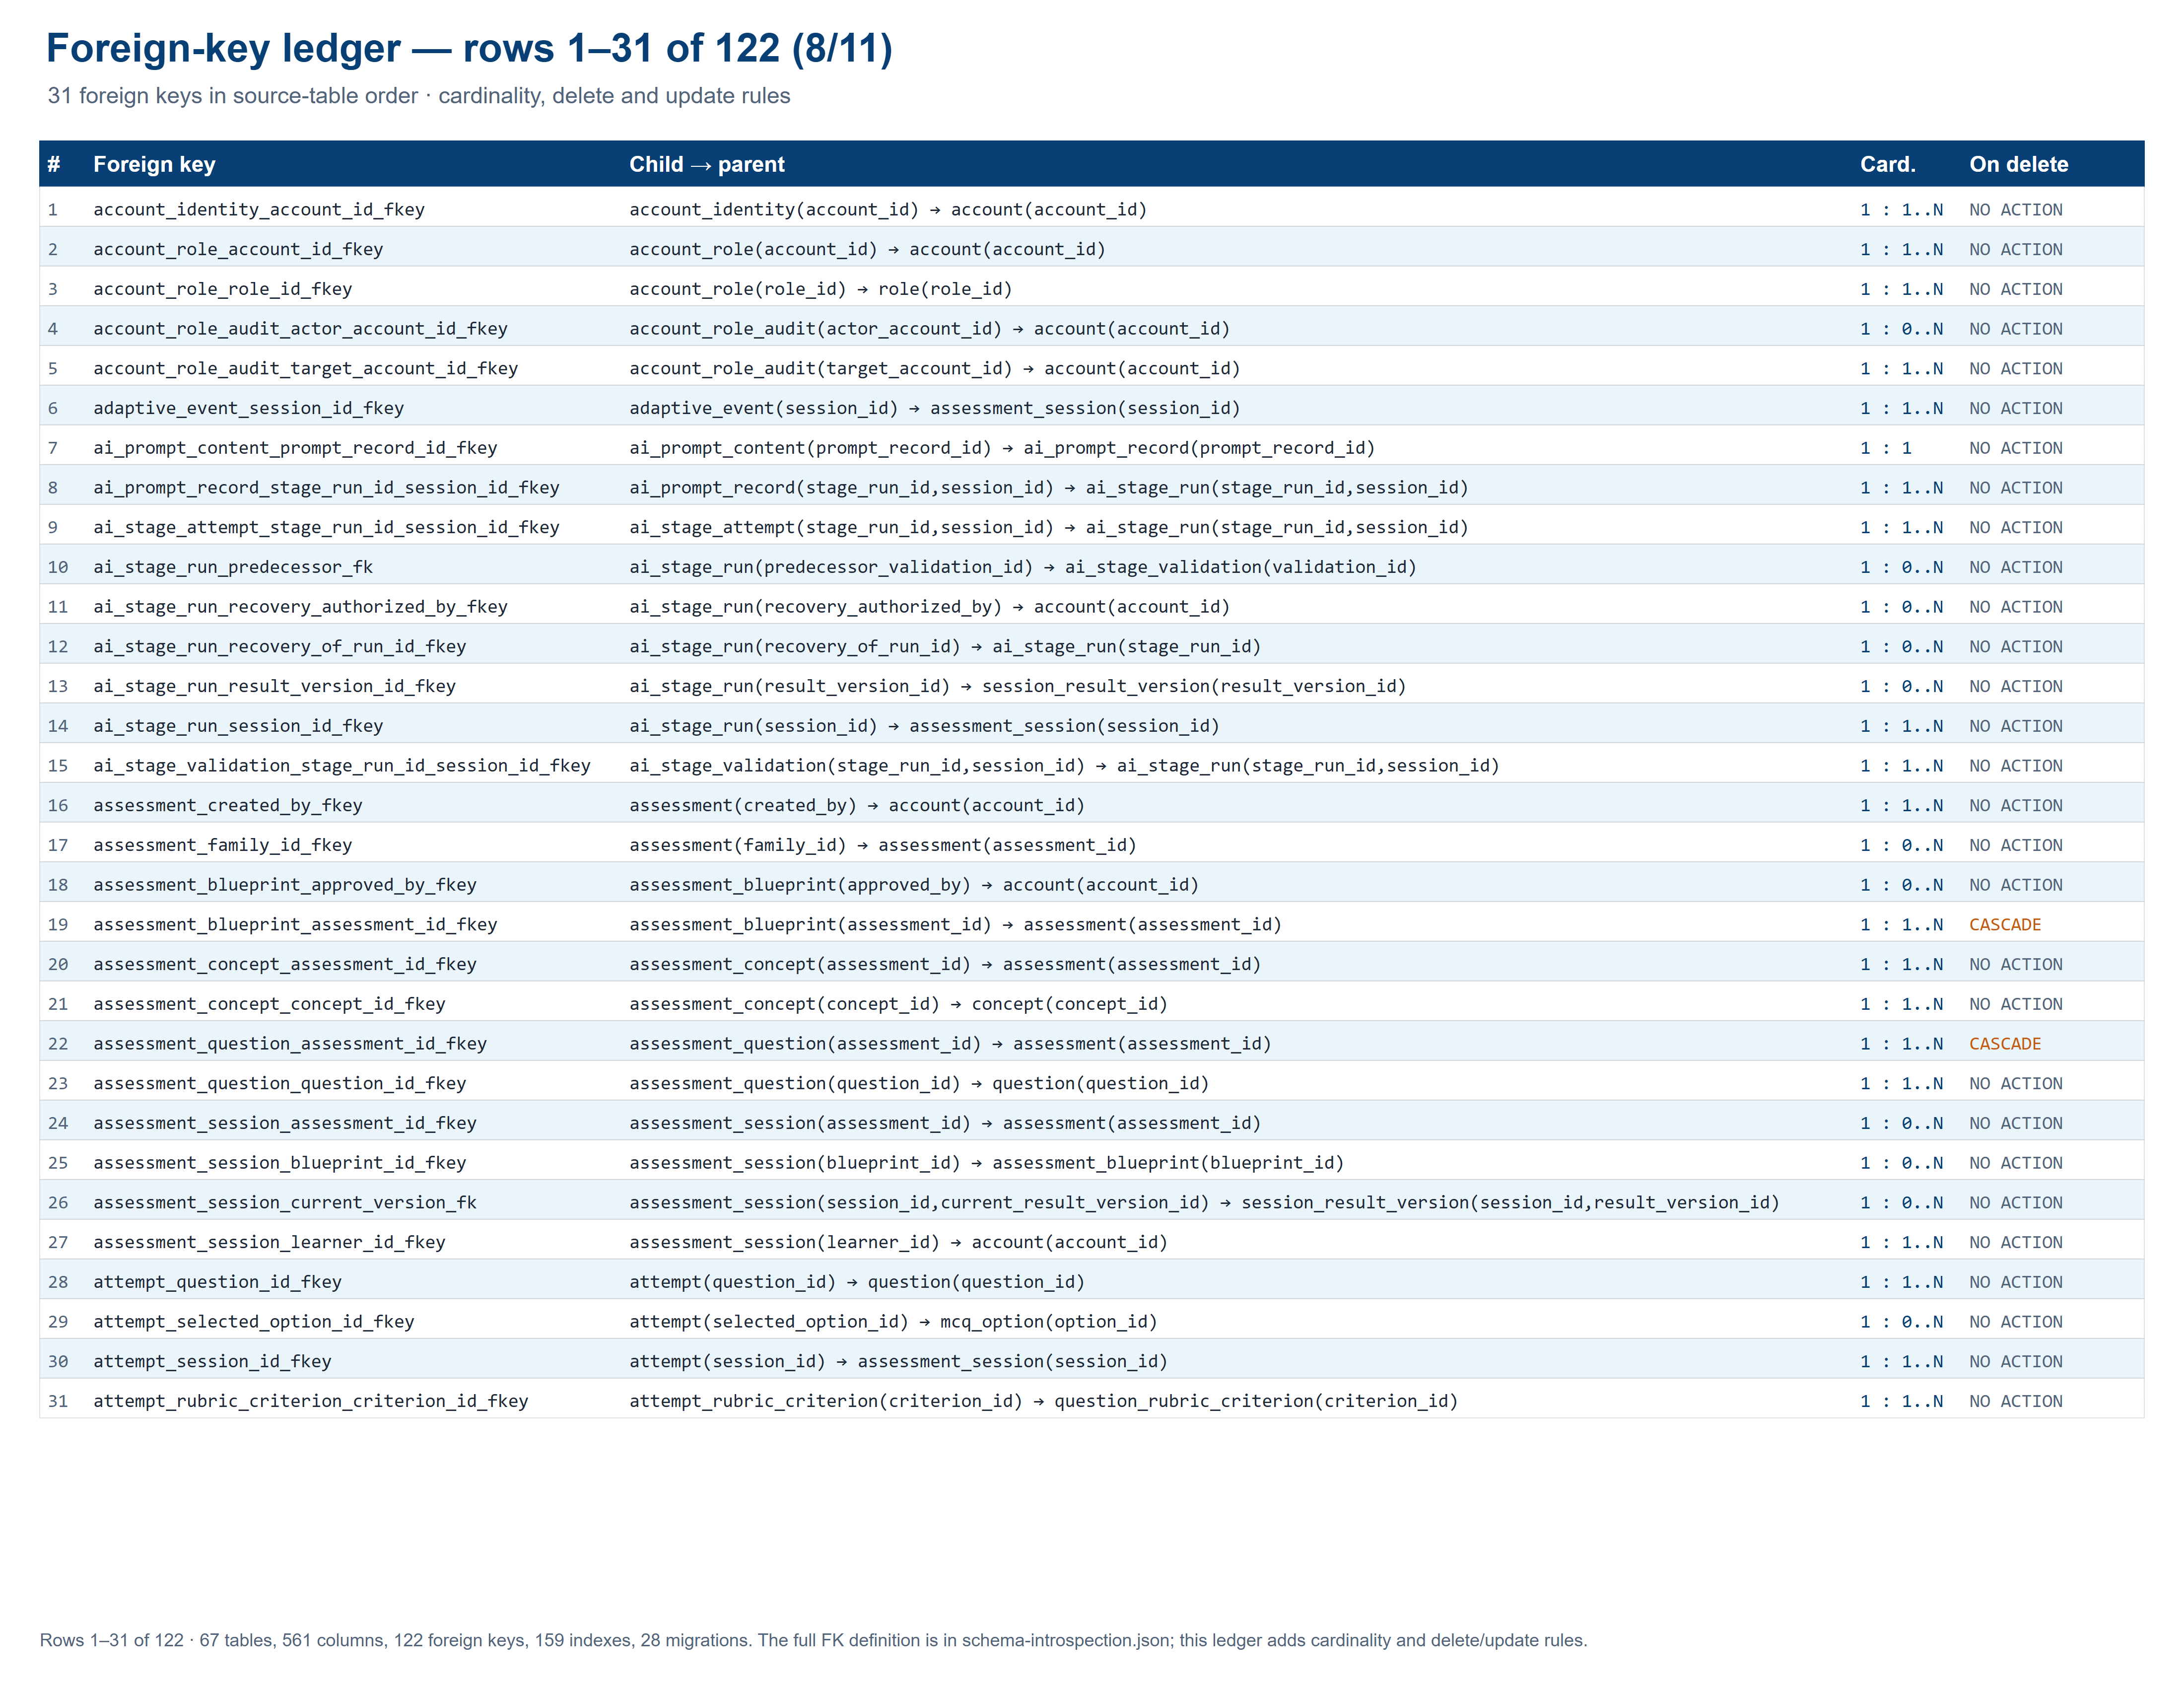 Foreign-key ledger — rows 1–31 of 122 (8/11)
31 foreign keys in source-table order · cardinality, delete and update rules
# Foreign key Child → parent Card. On delete
1 account_identity_account_id_fkey account_identity(account_id) → account(account_id) 1 : 1..N NO ACTION
2 account_role_account_id_fkey account_role(account_id) → account(account_id) 1 : 1..N NO ACTION
3 account_role_role_id_fkey account_role(role_id) → role(role_id) 1 : 1..N NO ACTION
4 account_role_audit_actor_account_id_fkey account_role_audit(actor_account_id) → account(account_id) 1 : 0..N NO ACTION
5 account_role_audit_target_account_id_fkey account_role_audit(target_account_id) → account(account_id) 1 : 1..N NO ACTION
6 adaptive_event_session_id_fkey adaptive_event(session_id) → assessment_session(session_id) 1 : 1..N NO ACTION
7 ai_prompt_content_prompt_record_id_fkey ai_prompt_content(prompt_record_id) → ai_prompt_record(prompt_record_id) 1 : 1 NO ACTION
8 ai_prompt_record_stage_run_id_session_id_fkey ai_prompt_record(stage_run_id,session_id) → ai_stage_run(stage_run_id,session_id) 1 : 1..N NO ACTION
9 ai_stage_attempt_stage_run_id_session_id_fkey ai_stage_attempt(stage_run_id,session_id) → ai_stage_run(stage_run_id,session_id) 1 : 1..N NO ACTION
10 ai_stage_run_predecessor_fk ai_stage_run(predecessor_validation_id) → ai_stage_validation(validation_id) 1 : 0..N NO ACTION
11 ai_stage_run_recovery_authorized_by_fkey ai_stage_run(recovery_authorized_by) → account(account_id) 1 : 0..N NO ACTION
12 ai_stage_run_recovery_of_run_id_fkey ai_stage_run(recovery_of_run_id) → ai_stage_run(stage_run_id) 1 : 0..N NO ACTION
13 ai_stage_run_result_version_id_fkey ai_stage_run(result_version_id) → session_result_version(result_version_id) 1 : 0..N NO ACTION
14 ai_stage_run_session_id_fkey ai_stage_run(session_id) → assessment_session(session_id) 1 : 1..N NO ACTION
15 ai_stage_validation_stage_run_id_session_id_fkey ai_stage_validation(stage_run_id,session_id) → ai_stage_run(stage_run_id,session_id) 1 : 1..N NO ACTION
16 assessment_created_by_fkey assessment(created_by) → account(account_id) 1 : 1..N NO ACTION
17 assessment_family_id_fkey assessment(family_id) → assessment(assessment_id) 1 : 0..N NO ACTION
18 assessment_blueprint_approved_by_fkey assessment_blueprint(approved_by) → account(account_id) 1 : 0..N NO ACTION
19 assessment_blueprint_assessment_id_fkey assessment_blueprint(assessment_id) → assessment(assessment_id) 1 : 1..N CASCADE
20 assessment_concept_assessment_id_fkey assessment_concept(assessment_id) → assessment(assessment_id) 1 : 1..N NO ACTION
21 assessment_concept_concept_id_fkey assessment_concept(concept_id) → concept(concept_id) 1 : 1..N NO ACTION
22 assessment_question_assessment_id_fkey assessment_question(assessment_id) → assessment(assessment_id) 1 : 1..N CASCADE
23 assessment_question_question_id_fkey assessment_question(question_id) → question(question_id) 1 : 1..N NO ACTION
24 assessment_session_assessment_id_fkey assessment_session(assessment_id) → assessment(assessment_id) 1 : 0..N NO ACTION
25 assessment_session_blueprint_id_fkey assessment_session(blueprint_id) → assessment_blueprint(blueprint_id) 1 : 0..N NO ACTION
26 assessment_session_current_version_fk assessment_session(session_id,current_result_version_id) → session_result_version(session_id,result_version_id) 1 : 0..N NO ACTION
27 assessment_session_learner_id_fkey assessment_session(learner_id) → account(account_id) 1 : 1..N NO ACTION
28 attempt_question_id_fkey attempt(question_id) → question(question_id) 1 : 1..N NO ACTION
29 attempt_selected_option_id_fkey attempt(selected_option_id) → mcq_option(option_id) 1 : 0..N NO ACTION
30 attempt_session_id_fkey attempt(session_id) → assessment_session(session_id) 1 : 1..N NO ACTION
31 attempt_rubric_criterion_criterion_id_fkey attempt_rubric_criterion(criterion_id) → question_rubric_criterion(criterion_id) 1 : 1..N NO ACTION
Rows 1–31 of 122 · 67 tables, 561 columns, 122 foreign keys, 159 indexes, 28 migrations. The full FK definition is in schema-introspection.json; this ledger adds cardinality and delete/update rules.